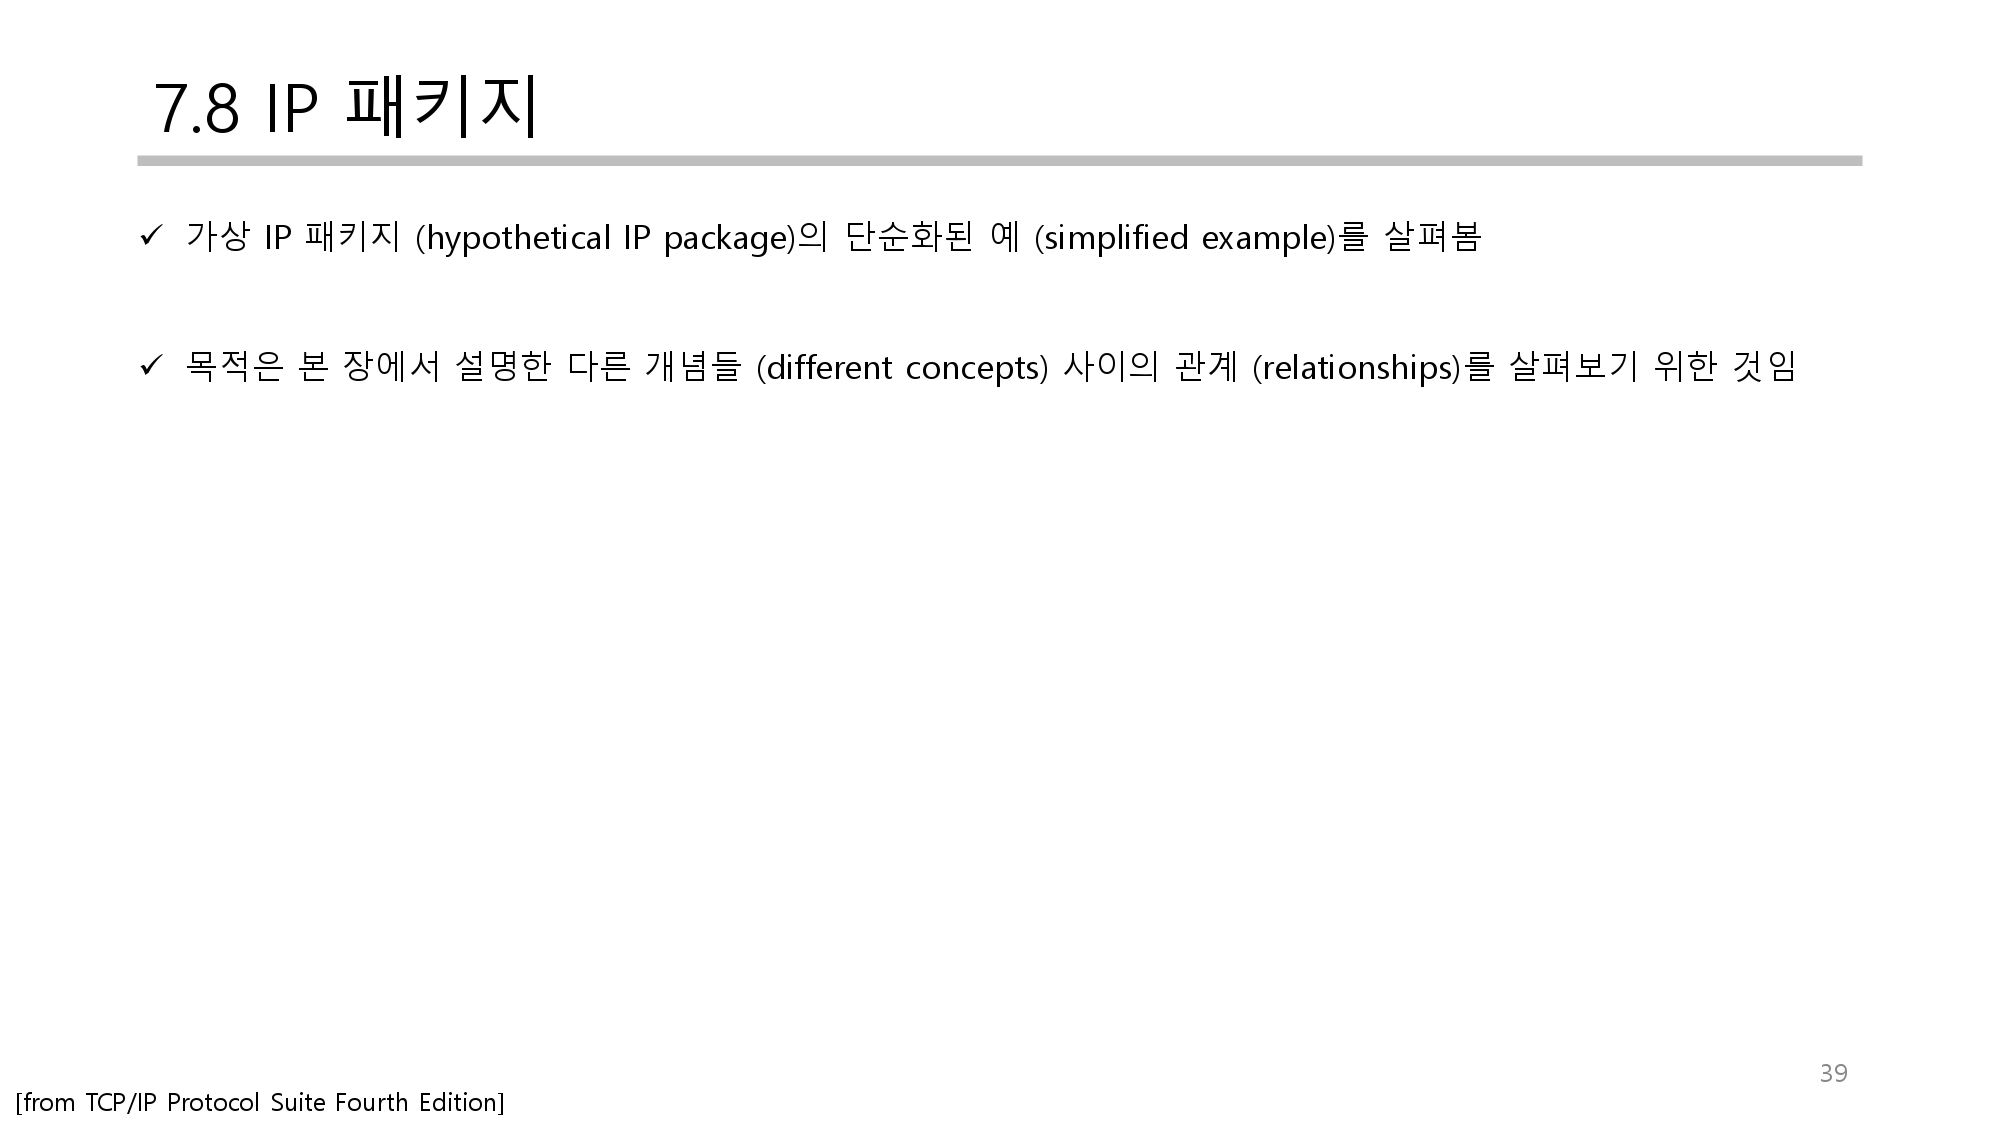 7.8 IP 패키지
✓ 가상 IP 패키지 (hypothetical IP package)의 단순화된 예 (simplified example)를 살펴봄
✓ 목적은 본 장에서 설명한 다른 개념들 (different concepts) 사이의 관계 (relationships)를 살펴보기 위한 것임
39
[from TCP/IP Protocol Suite Fourth Edition]